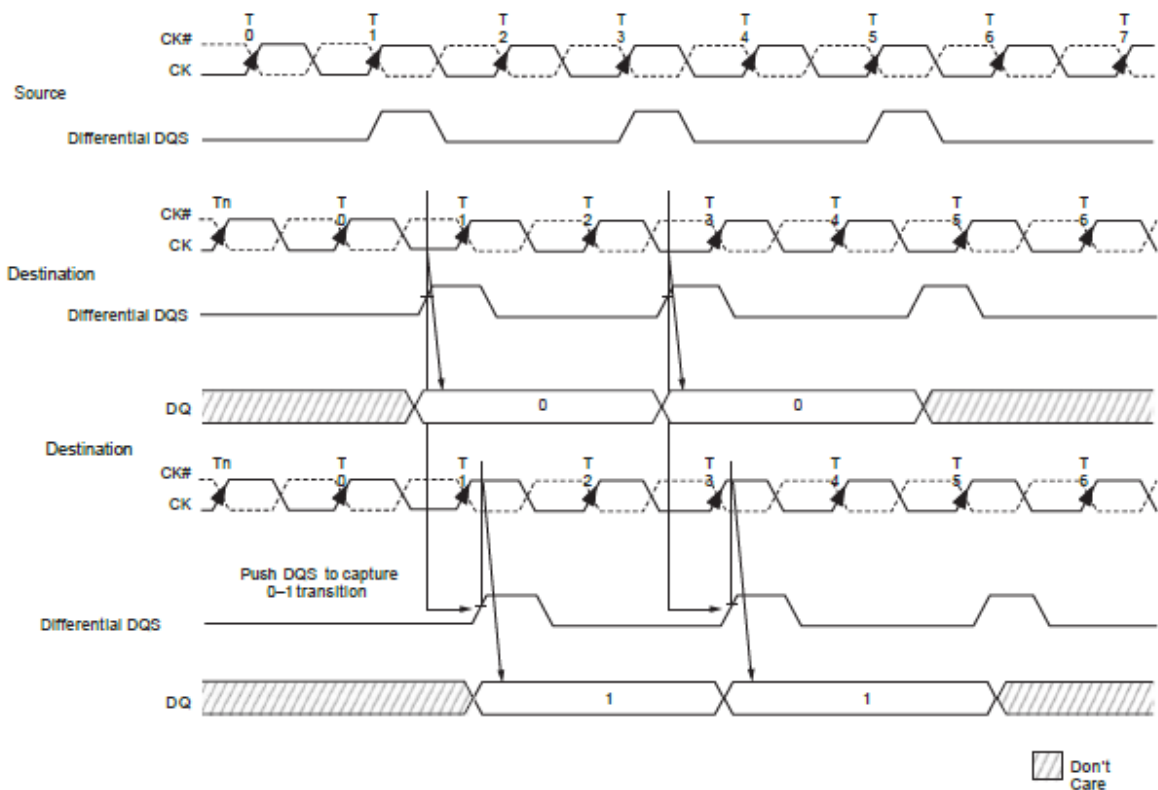 T T T T T T T T
CK# 0 1 2 3 4 5 6 7
CK
Source
Differential DQS
Tn T T T T T T T
CK# 0 1 2 3 4 5 6
CK
Destination
Differential DQS
DQ 0 0
Destination
Tn T T T T T T T
CK# 0 1 2 3 4 5 6
CK
Push DQS to capture
0–1 transition
Differential DQS
DQ 1 1
Don't
Care